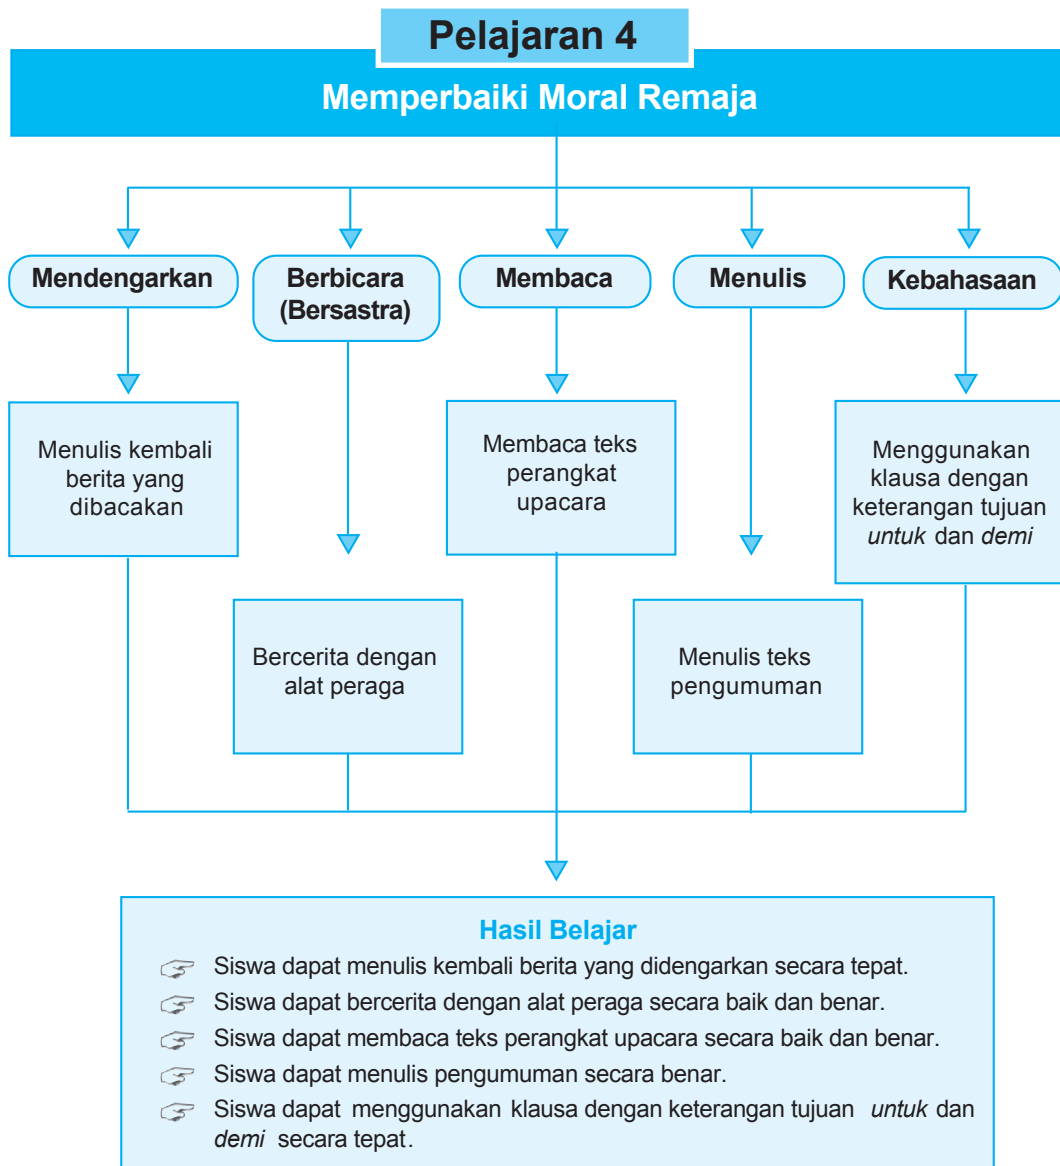 Pelajaran 4
Memperbaiki Moral Remaja
Mendengarkan
Berbicara
(Bersastra)
Membaca
Menulis
Kebahasaan
Menulis kembali
berita yang
dibacakan
Membaca teks
perangkat
upacara
Menggunakan
klausa dengan
keterangan tujuan
untuk dan demi
Bercerita dengan
alat peraga
Menulis teks
pengumuman
Hasil Belajar
Siswa dapat menulis kembali berita yang didengarkan secara tepat.
Siswa dapat bercerita dengan alat peraga secara baik dan benar.
Siswa dapat membaca teks perangkat upacara secara baik dan benar.
Siswa dapat menulis pengumuman secara benar.
Siswa dapat menggunakan klausa dengan keterangan tujuan untuk dan
demi secara tepat.